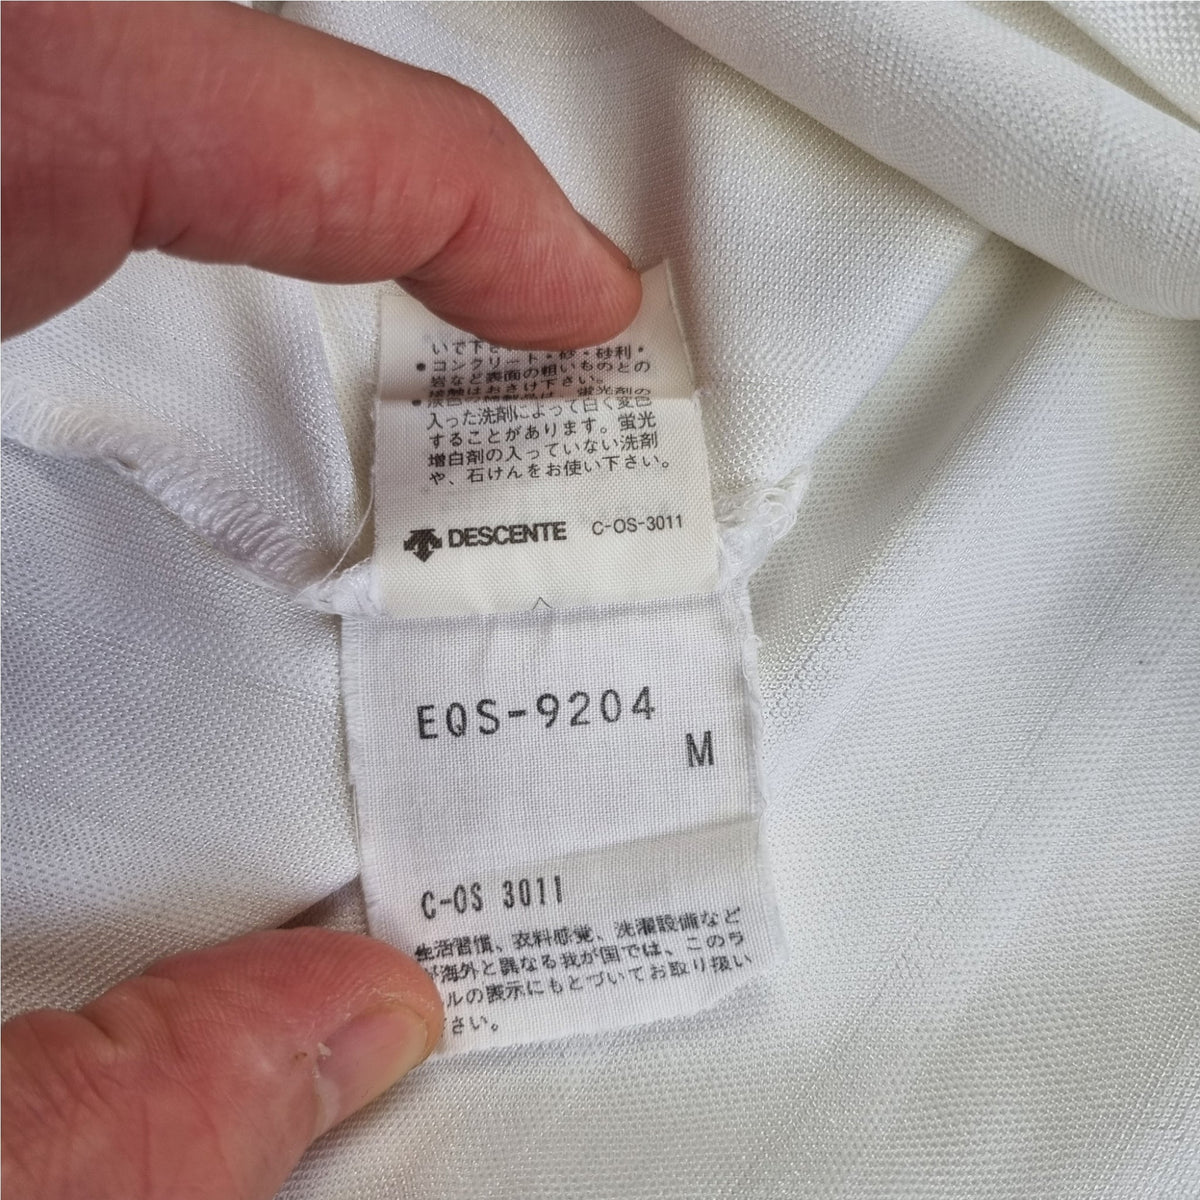 いで下
●コンクリート・砂・砂利・
岩など表面の粗いものとの
接触はおさけ下さい。
は、蛍光剤の
入った洗剤によって白く変色
することがあります。蛍光
増白剤の入っていない洗剤
や、石けんをお使い下さい。
DESCENTE C-OS-3011
EQS-9204
M
C-OS 3011
生活習慣、衣料感覚、洗濯設備など
が海外と異なる我が国では、このラ
ルの表示にもとづいてお取り扱い
さい。